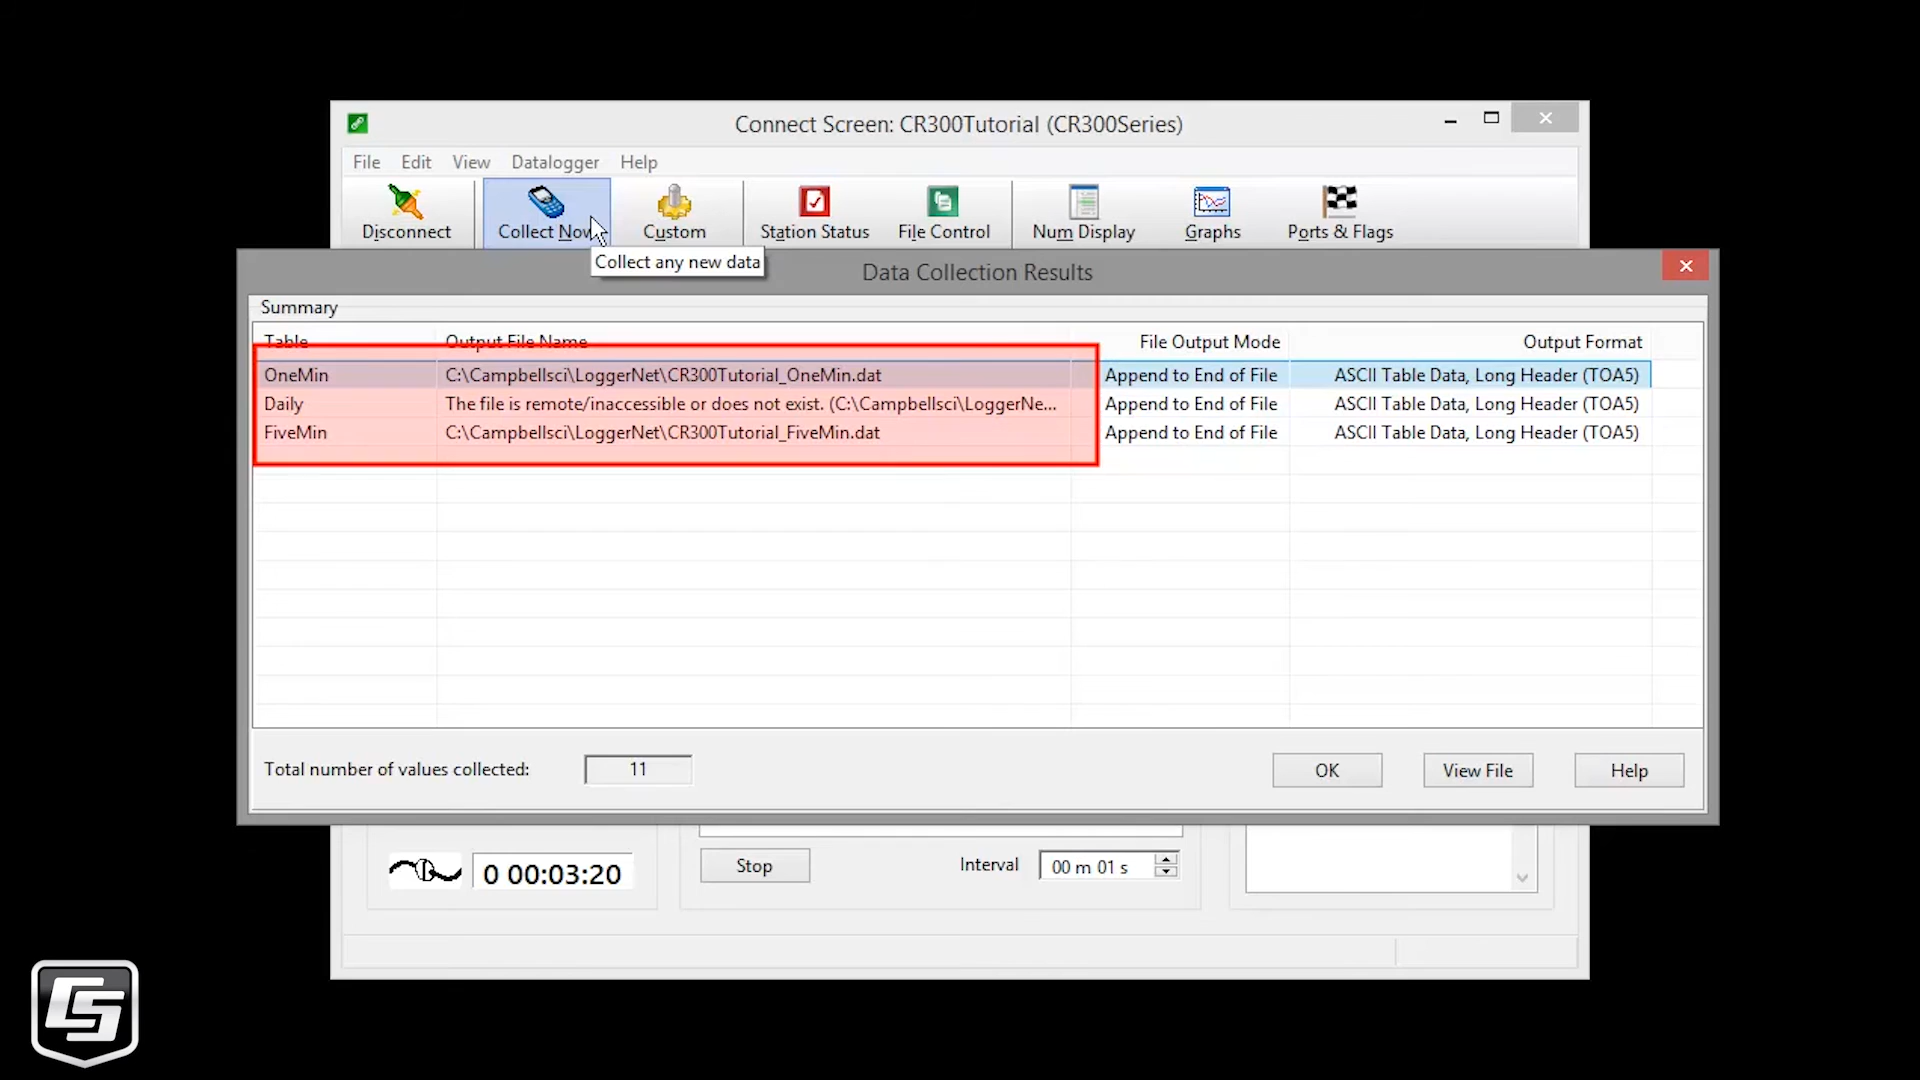 Connect Screen: CR300Tutorial (CR300Series)
File Edit View Datalogger Help
Disconnect Collect Now Custom Station Status File Control Num Display Graphs Ports & Flags
Collect any new data
Data Collection Results
Summary
Table Output File Name File Output Mode Output Format
OneMin C:\Campbellsci\LoggerNet\CR300Tutorial_OneMin.dat Append to End of File ASCII Table Data, Long Header (TOA5)
Daily The file is remote/inaccessible or does not exist. (C:\Campbellsci\LoggerNe... Append to End of File ASCII Table Data, Long Header (TOA5)
FiveMin C:\Campbellsci\LoggerNet\CR300Tutorial_FiveMin.dat Append to End of File ASCII Table Data, Long Header (TOA5)
Total number of values collected: 11 OK View File Help
0 00:03:20 Stop Interval 00 m 01 s
CS